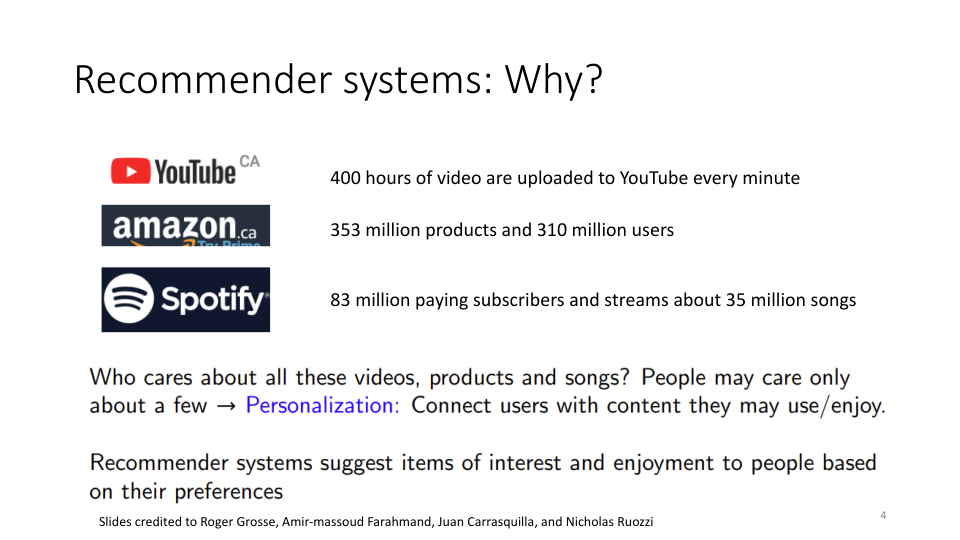 Recommender systems: Why?
YouTube CA
400 hours of video are uploaded to YouTube every minute
amazon.ca
Try Prime
353 million products and 310 million users
Spotify
83 million paying subscribers and streams about 35 million songs
Who cares about all these videos, products and songs? People may care only
about a few → Personalization: Connect users with content they may use/enjoy.
Recommender systems suggest items of interest and enjoyment to people based
on their preferences
Slides credited to Roger Grosse, Amir-massoud Farahmand, Juan Carrasquilla, and Nicholas Ruozzi
4